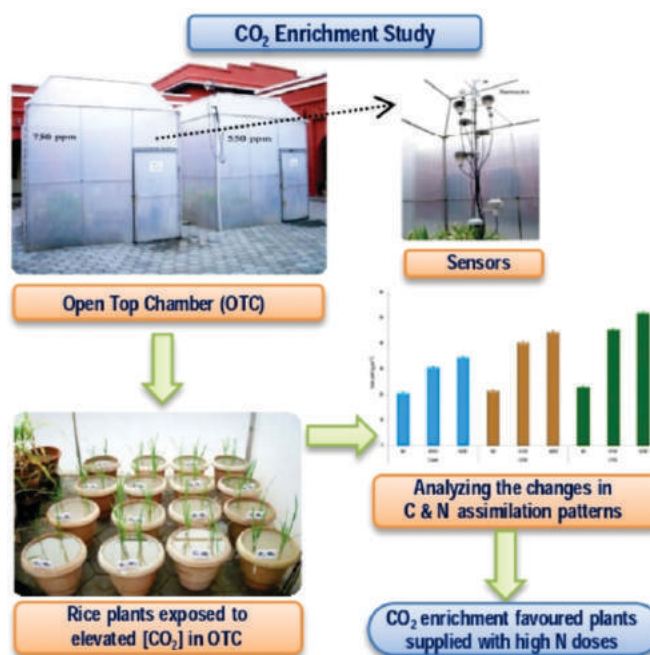 CO₂ Enrichment Study
750 ppm
550 ppm
Sensors
Open Top Chamber (OTC)
Analyzing the changes in
C & N assimilation patterns
Rice plants exposed to
elevated [CO₂] in OTC
CO₂ enrichment favoured plants
supplied with high N doses